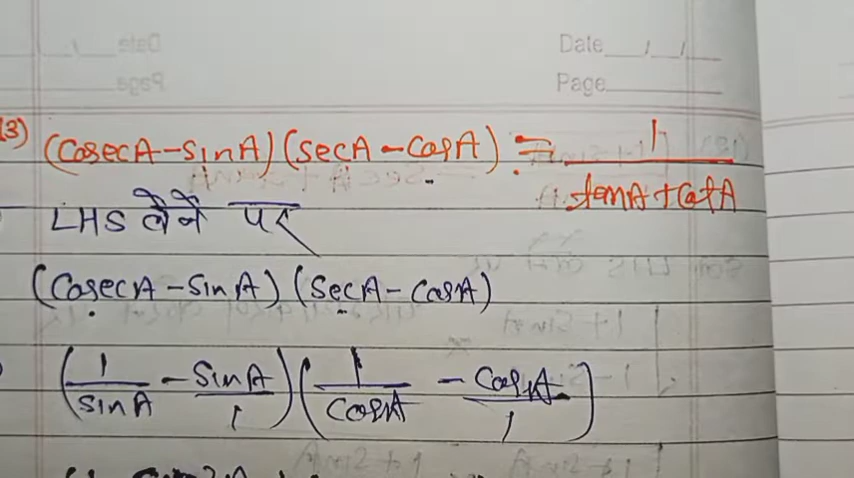 Date
Page
13) (CosecA-sinA)(SecA-CosA) = 1/(tanA+CotA)
LHS लेने पर
(CosecA-SinA)(SecA-CosA)
(1/sinA - SinA/1)(1/CosA - CosA/1)